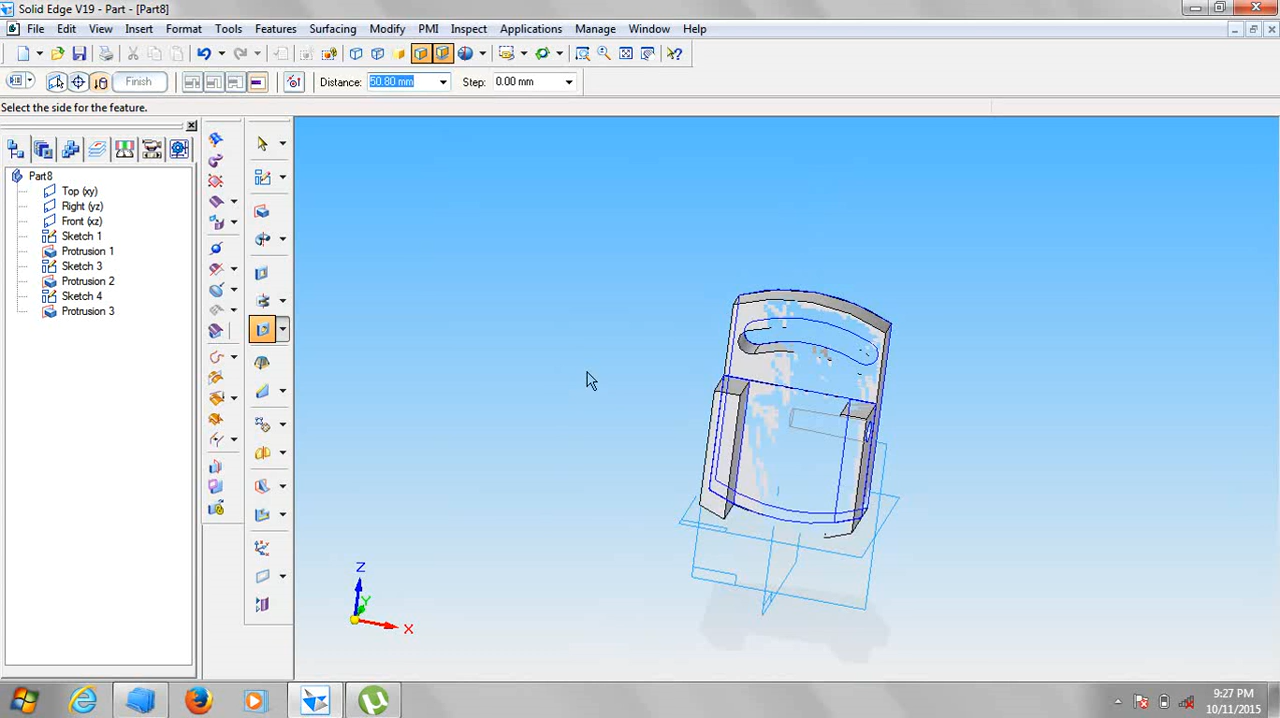 Solid Edge V19 - Part - [Part8]
File Edit View Insert Format Tools Features Surfacing Modify PMI Inspect Applications Manage Window Help
Finish Distance: 50.80 mm Step: 0.00 mm
Select the side for the feature.
Part8
Top (xy)
Right (yz)
Front (xz)
Sketch 1
Protrusion 1
Sketch 3
Protrusion 2
Sketch 4
Protrusion 3
Z
Y
X
9:27 PM
10/11/2015